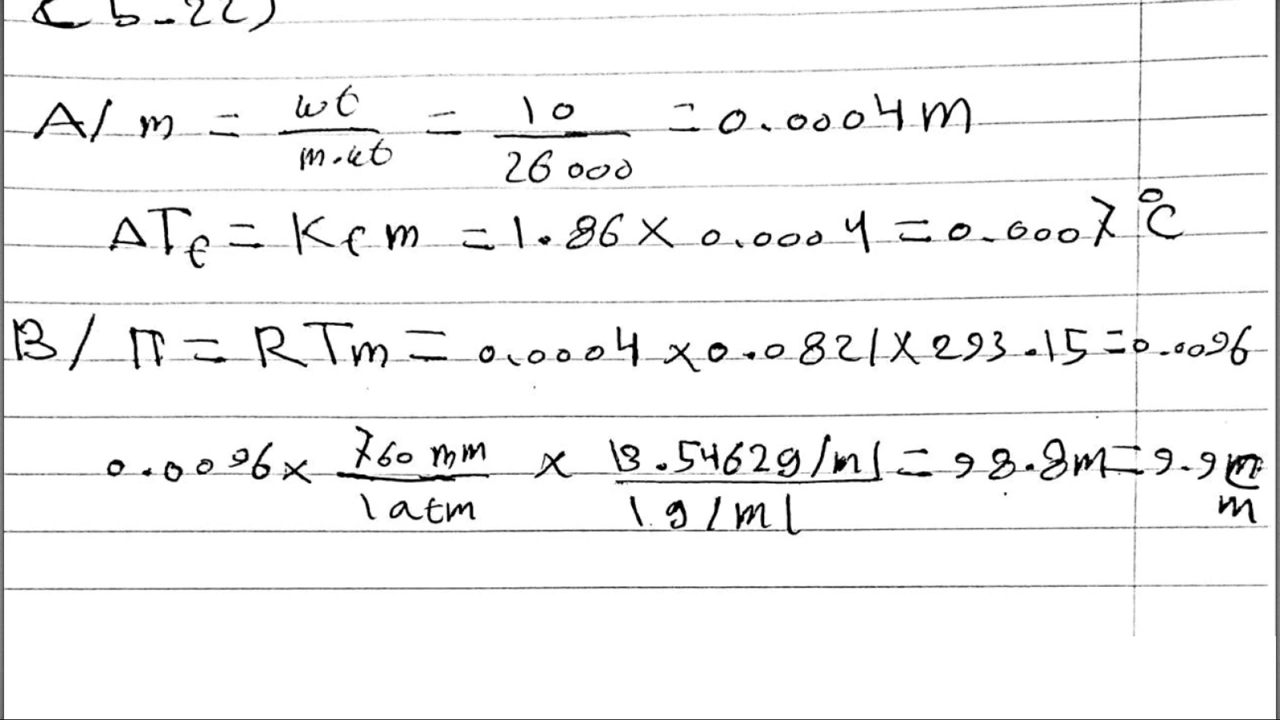 A/ m = wt / m.wt = 10 / 26000 = 0.0004 m
ΔTf = Kf m = 1.86 × 0.0004 = 0.0007 °C
B/ π = RTm = 0.0004 × 0.0821 × 293.15 = 0.0096
0.0096 × 760 mm / 1 atm × 13.5462 g/ml / 1 g/ml = 98.8 m = 9.9 cm